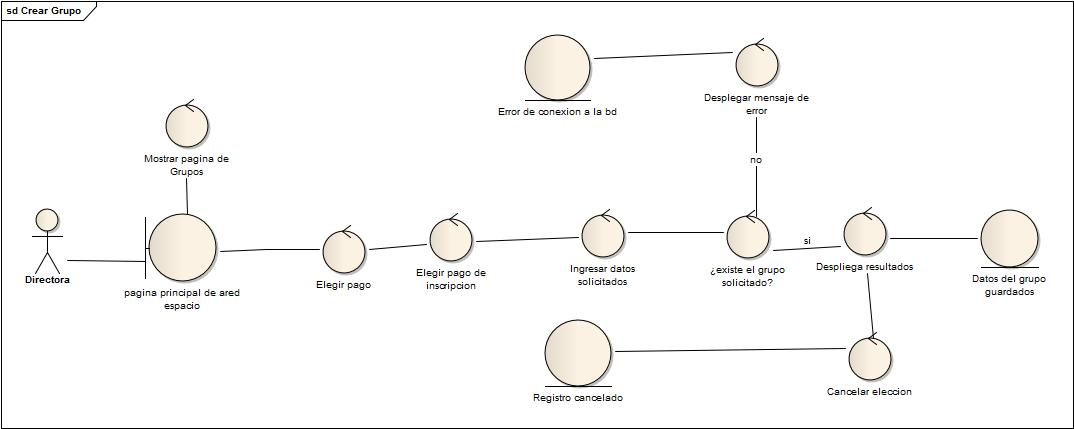 sd Crear Grupo
Error de conexion a la bd
Desplegar mensaje de
error
Mostrar pagina de
Grupos
no
Directora
pagina principal de ared
espacio
Elegir pago
Elegir pago de
inscripcion
Ingresar datos
solicitados
¿existe el grupo
solicitado?
si
Despliega resultados
Datos del grupo
guardados
Registro cancelado
Cancelar eleccion